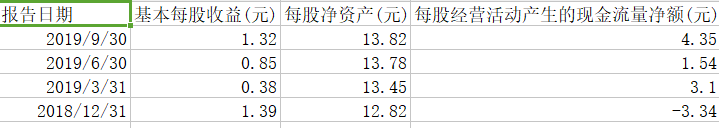 报告日期 基本每股收益(元) 每股净资产(元) 每股经营活动产生的现金流量净额(元)
2019/9/30 1.32 13.82 4.35
2019/6/30 0.85 13.78 1.54
2019/3/31 0.38 13.45 3.1
2018/12/31 1.39 12.82 -3.34